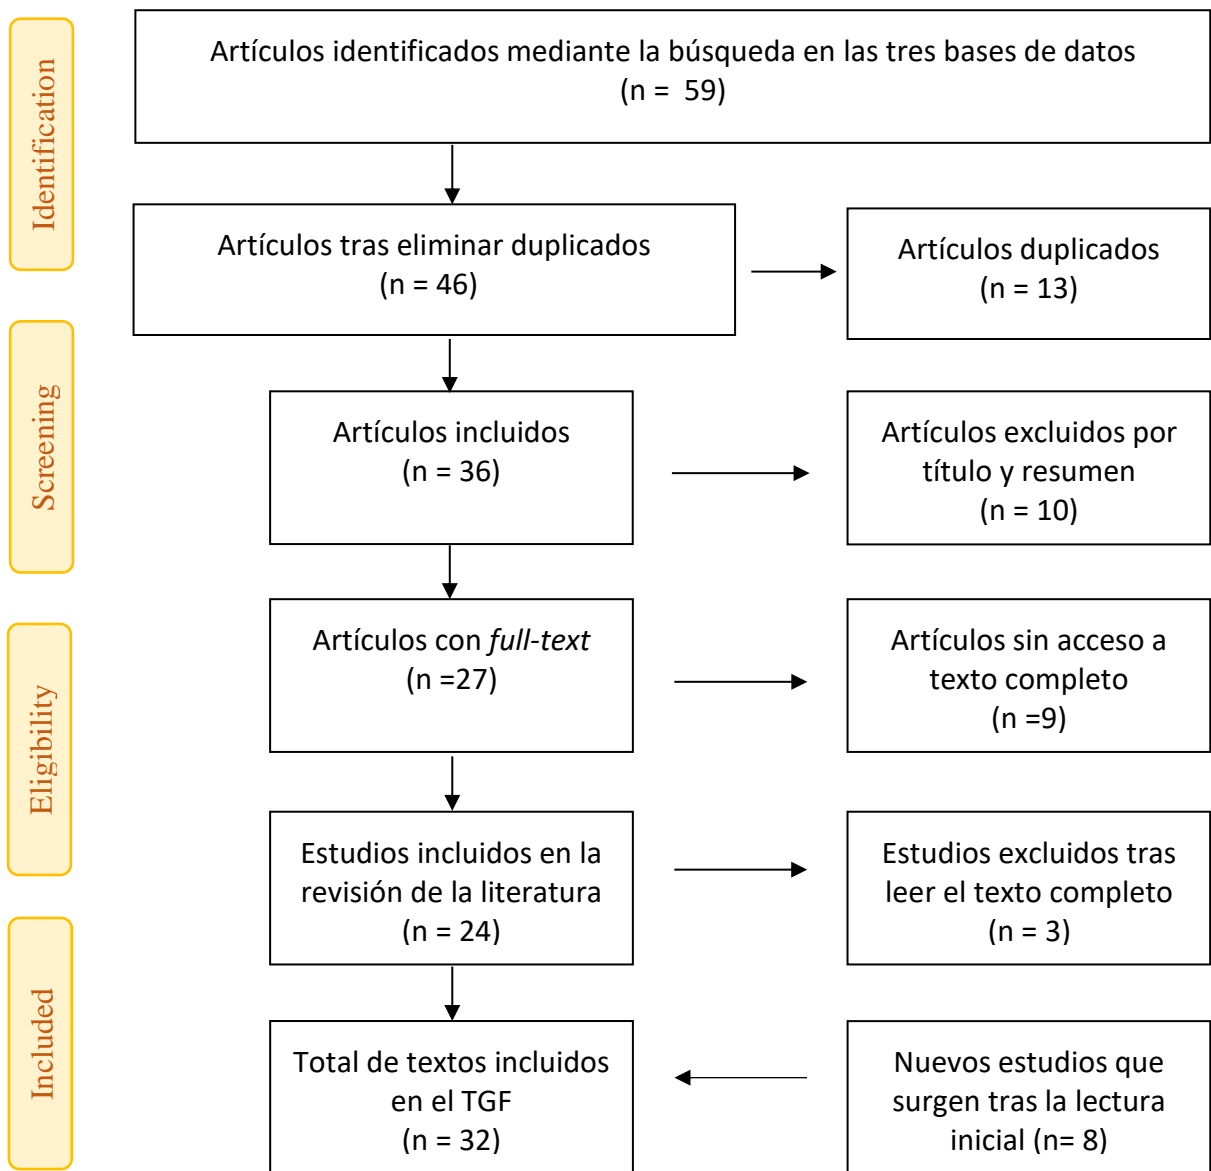 Identification
Artículos identificados mediante la búsqueda en las tres bases de datos
(n = 59)
Artículos tras eliminar duplicados
(n = 46)
Artículos duplicados
(n = 13)
Screening
Artículos incluidos
(n = 36)
Artículos excluidos por
título y resumen
(n = 10)
Eligibility
Artículos con full-text
(n =27)
Artículos sin acceso a
texto completo
(n =9)
Estudios incluidos en la
revisión de la literatura
(n = 24)
Estudios excluidos tras
leer el texto completo
(n = 3)
Included
Total de textos incluidos
en el TGF
(n = 32)
Nuevos estudios que
surgen tras la lectura
inicial (n= 8)